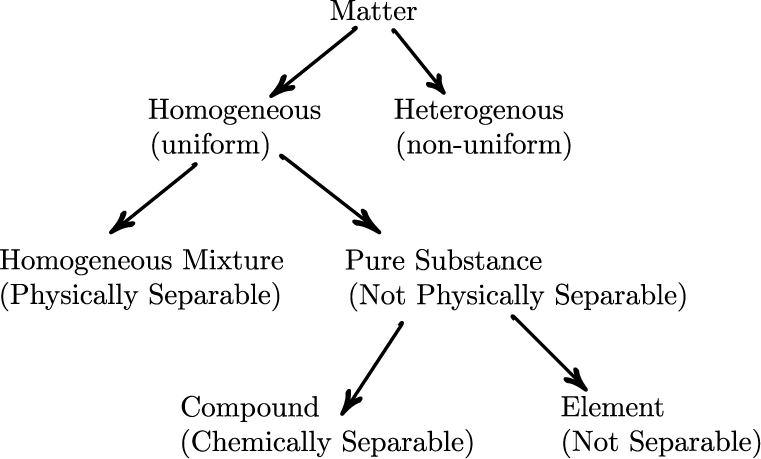 Matter
Homogeneous
(uniform)
Heterogenous
(non-uniform)
Homogeneous Mixture
(Physically Separable)
Pure Substance
(Not Physically Separable)
Compound
(Chemically Separable)
Element
(Not Separable)